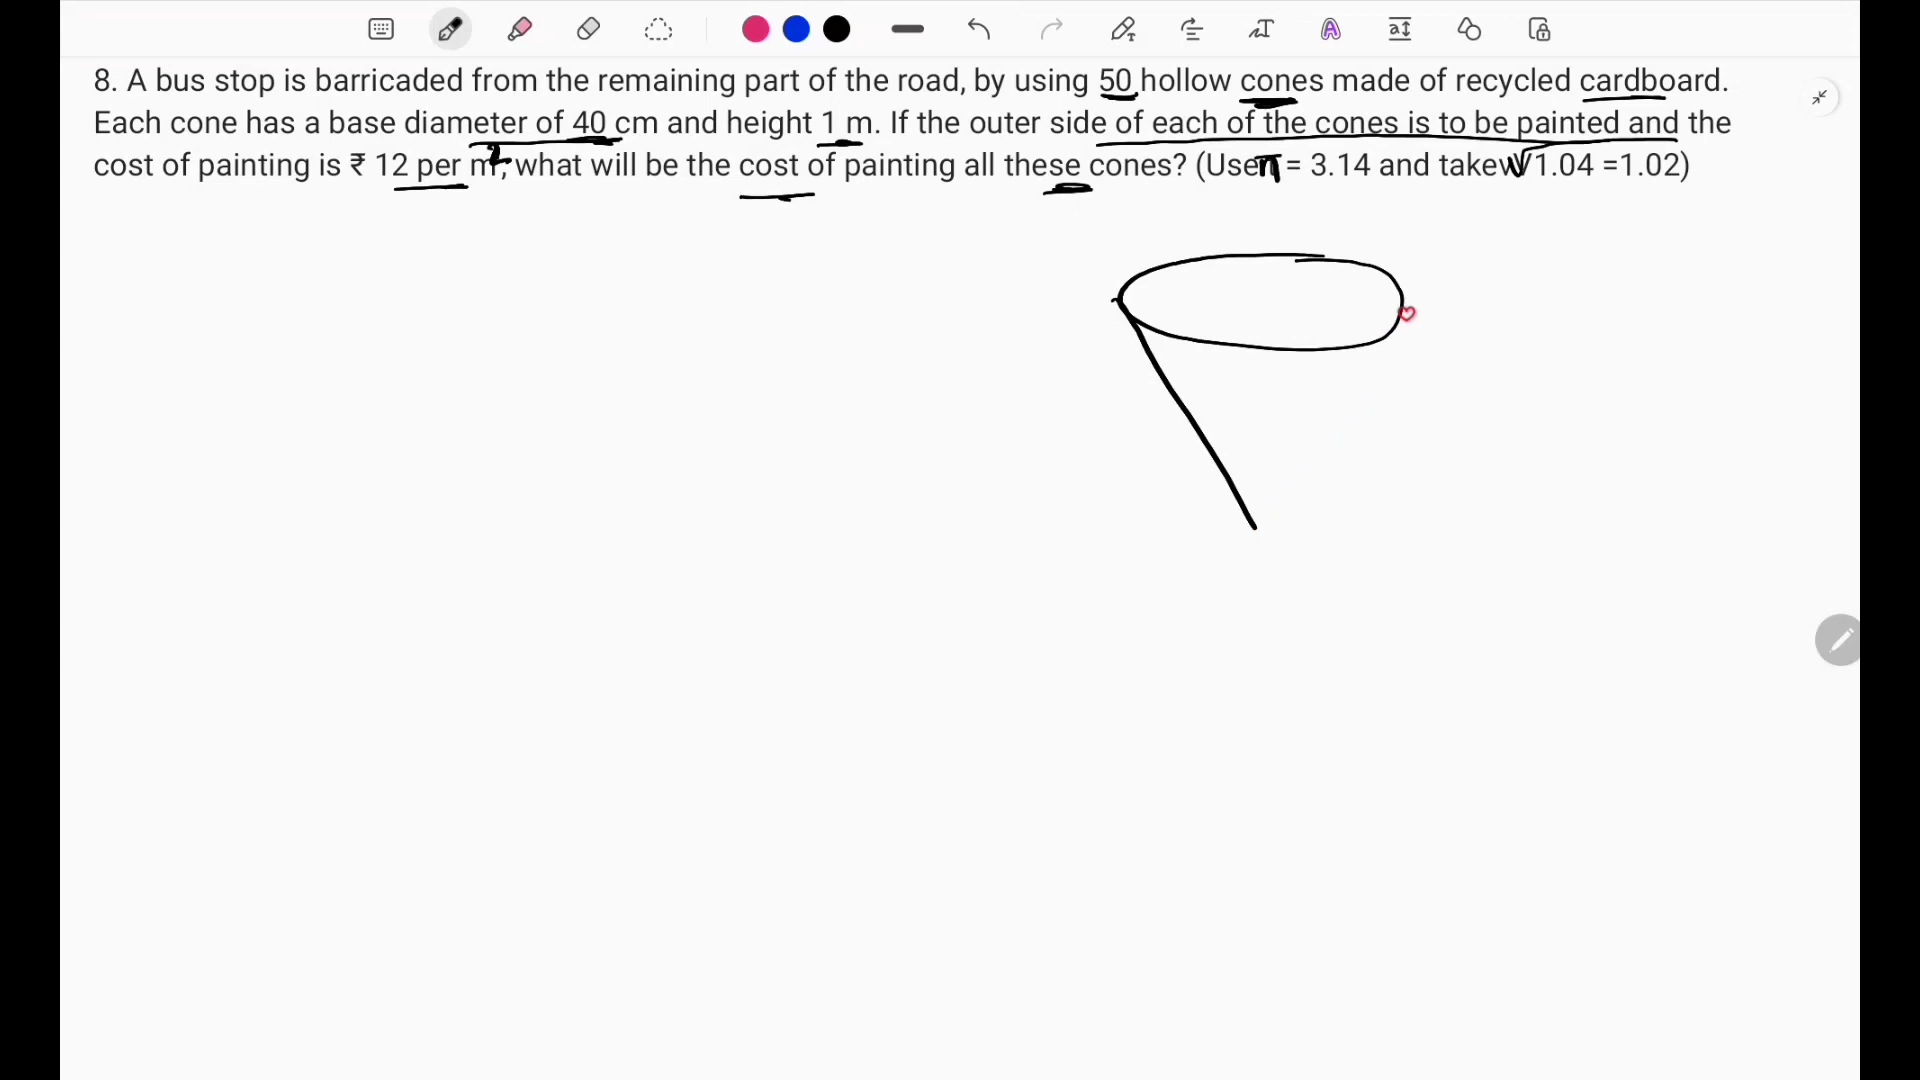 8. A bus stop is barricaded from the remaining part of the road, by using 50 hollow cones made of recycled cardboard.
Each cone has a base diameter of 40 cm and height 1 m. If the outer side of each of the cones is to be painted and the
cost of painting is ₹ 12 per m², what will be the cost of painting all these cones? (Use π = 3.14 and take √1.04 =1.02)